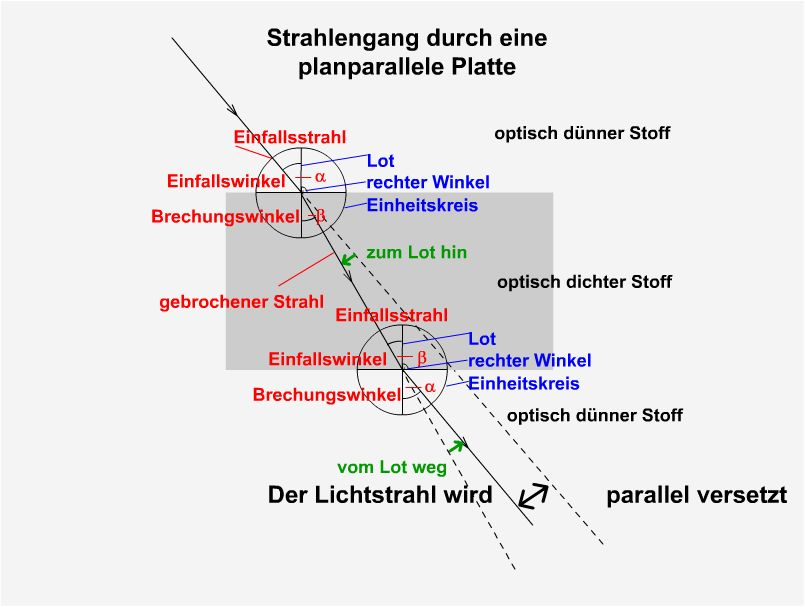 Strahlengang durch eine
planparallele Platte
optisch dünner Stoff
Einfallsstrahl
Lot
Einfallswinkel
α
rechter Winkel
Einheitskreis
Brechungswinkel
β
zum Lot hin
optisch dichter Stoff
gebrochener Strahl
Einfallsstrahl
Lot
Einfallswinkel
β
rechter Winkel
Einheitskreis
Brechungswinkel
α
optisch dünner Stoff
vom Lot weg
Der Lichtstrahl wird parallel versetzt